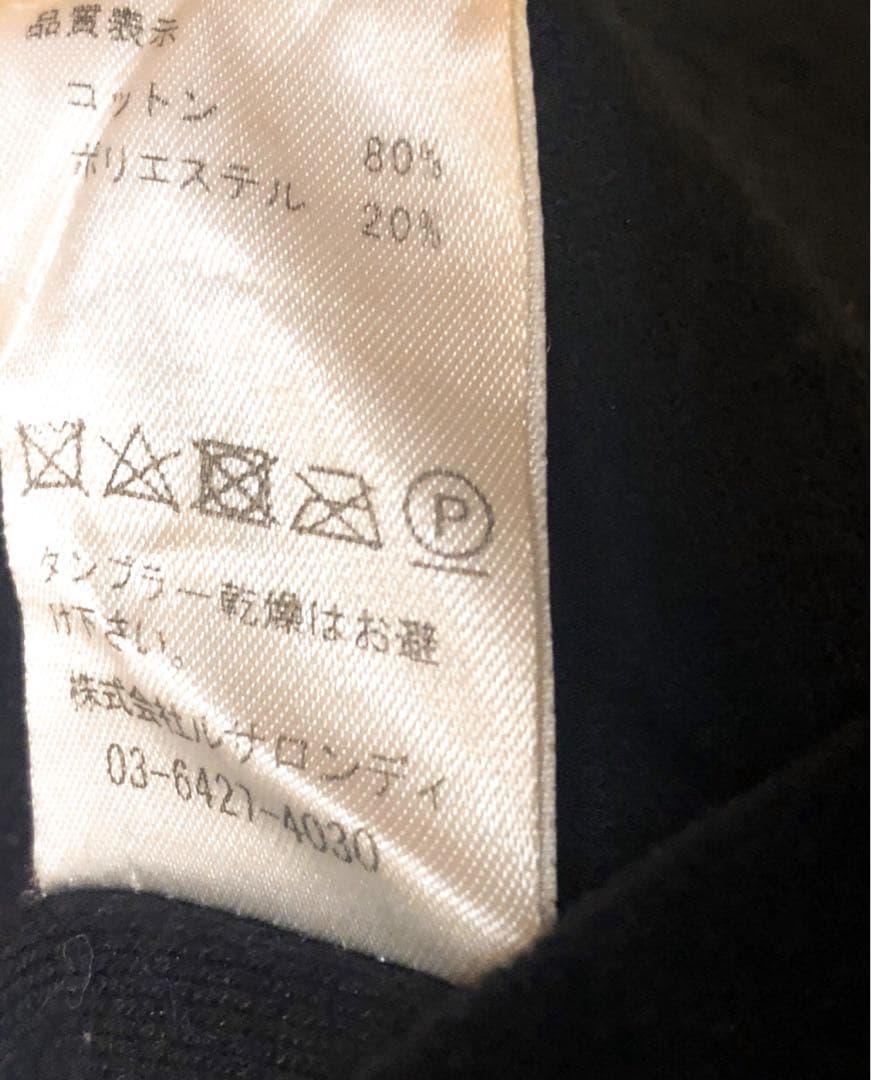 品質表示
コットン 80%
ポリエステル 20%
P
タンブラー乾燥はお避
け下さい。
株式会社ルナロンディ
03-6421-4030